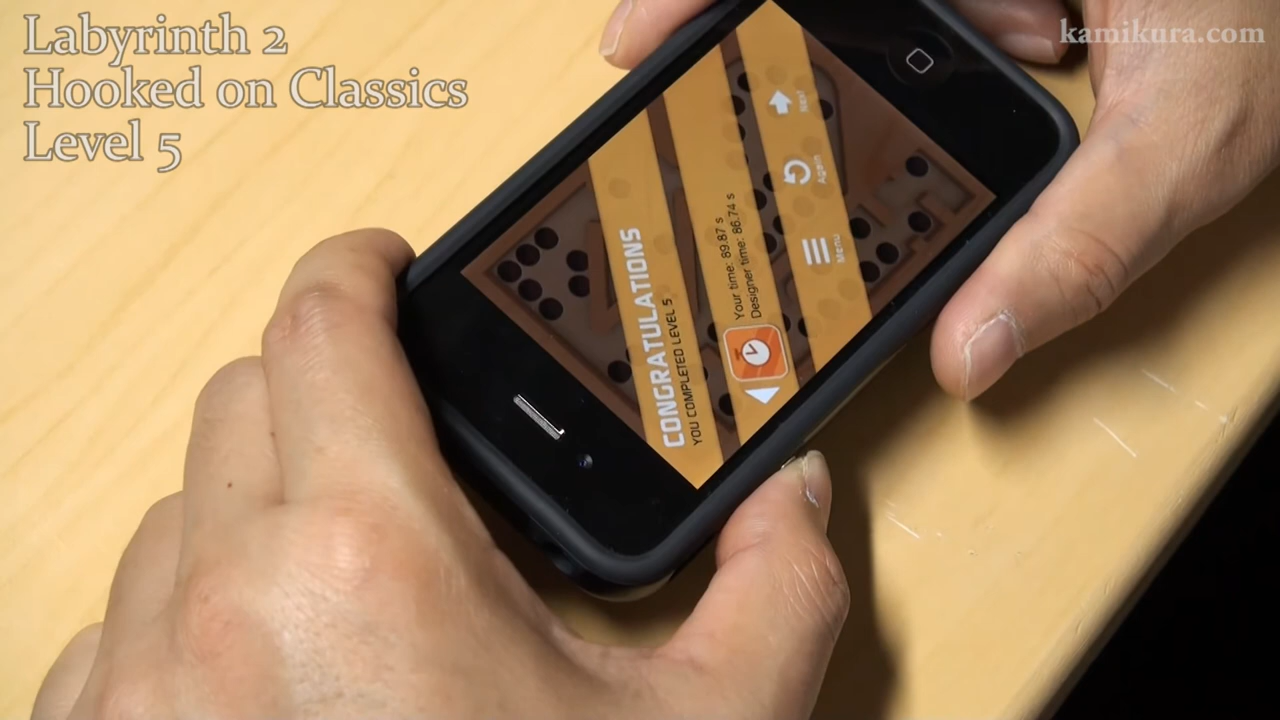 Labyrinth 2
Hooked on Classics
Level 5
kamikura.com
CONGRATULATIONS
YOU COMPLETED LEVEL 5
Your time: 89.87 s
Designer time: 86.74 s
Menu
Again
Next